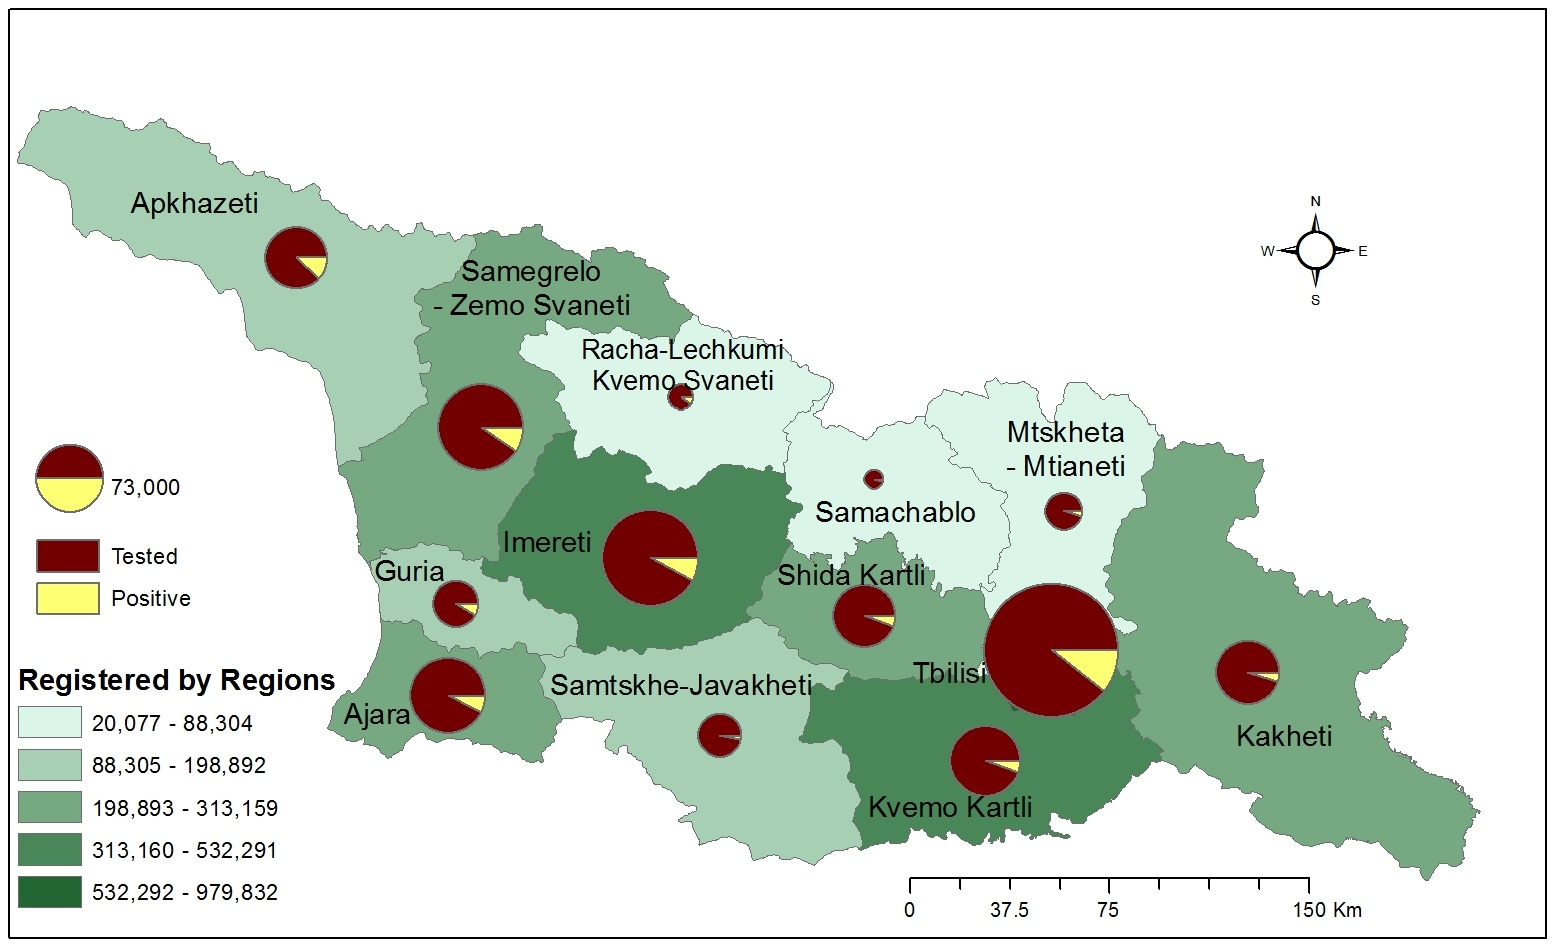 N
W
E
S
Apkhazeti
Samegrelo
- Zemo Svaneti
Racha-Lechkumi
Kvemo Svaneti
Mtskheta
- Mtianeti
Samachablo
Imereti
Guria
Shida Kartli
Tbilisi
Samtskhe-Javakheti
Ajara
Kakheti
Kvemo Kartli
73,000
Tested
Positive
Registered by Regions
20,077 - 88,304
88,305 - 198,892
198,893 - 313,159
313,160 - 532,291
532,292 - 979,832
0 37.5 75 150 Km